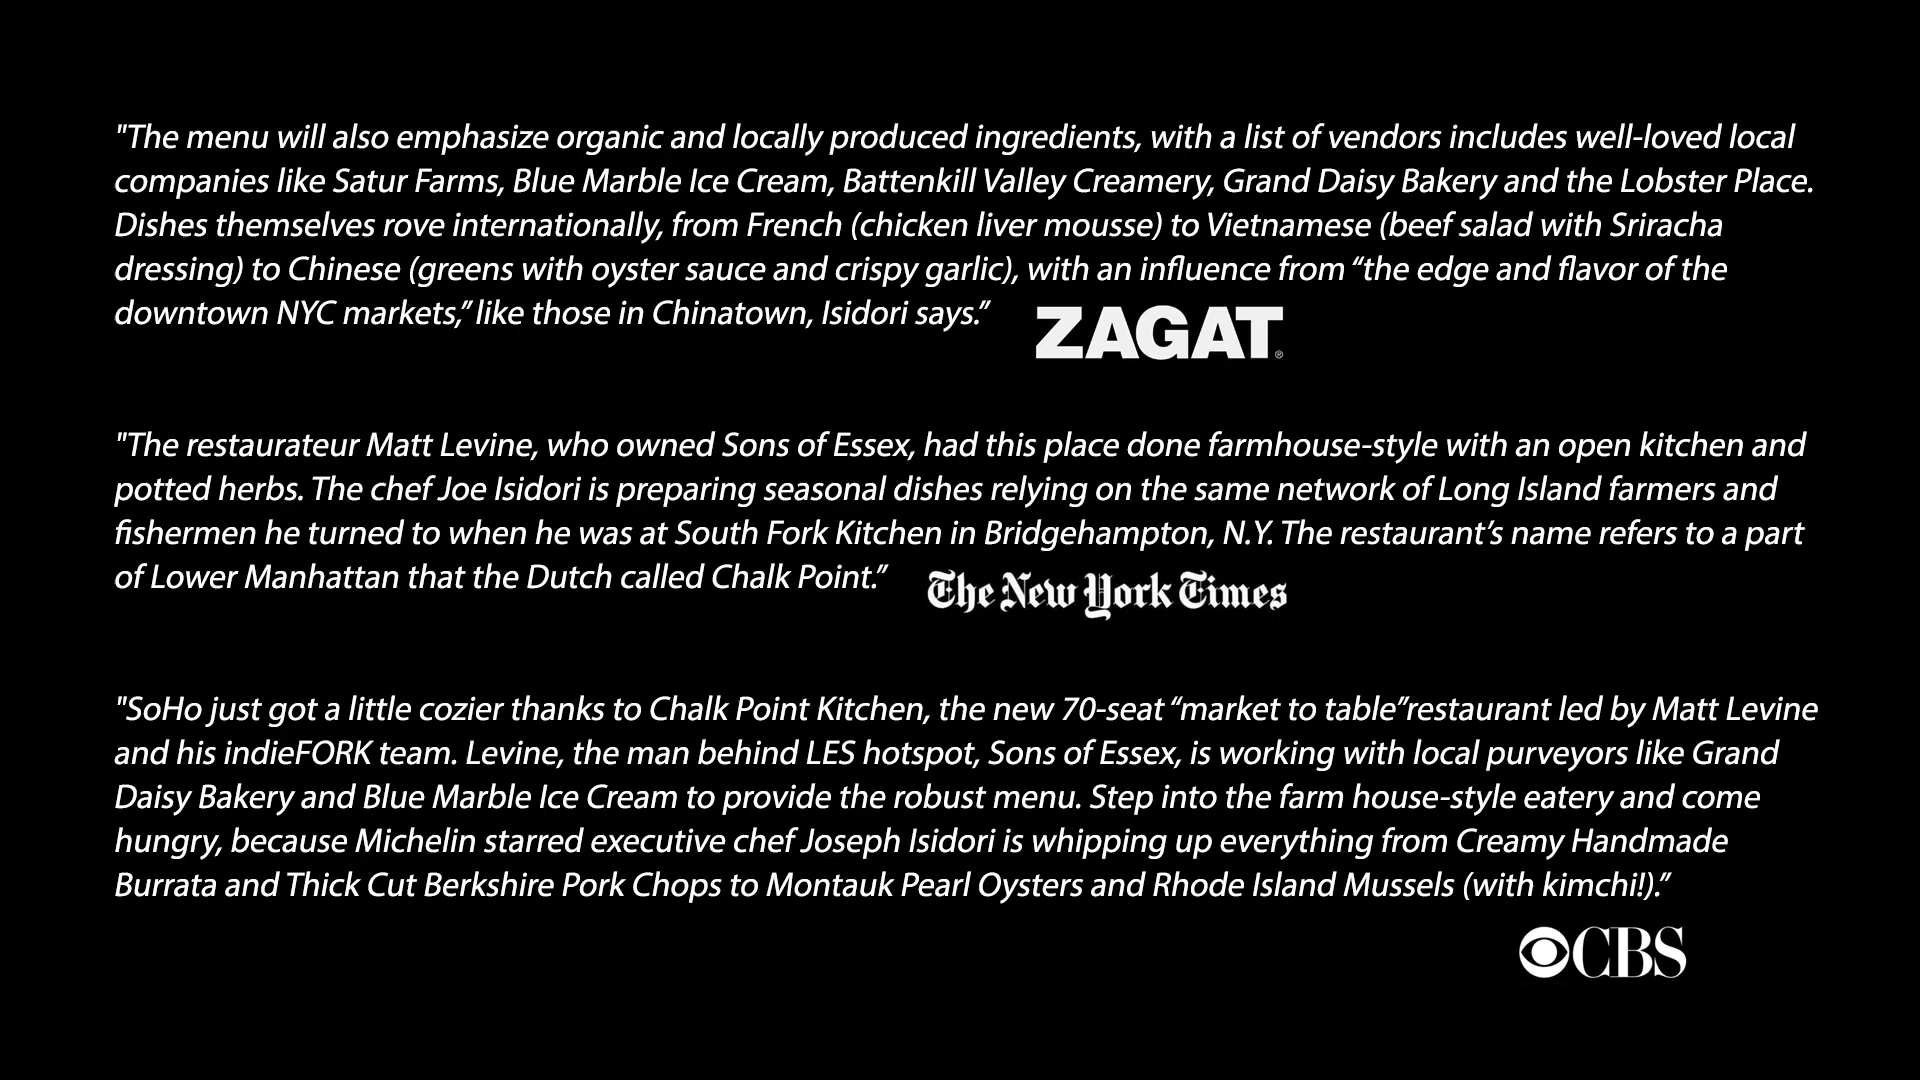 "The menu will also emphasize organic and locally produced ingredients, with a list of vendors includes well-loved local
companies like Satur Farms, Blue Marble Ice Cream, Battenkill Valley Creamery, Grand Daisy Bakery and the Lobster Place.
Dishes themselves rove internationally, from French (chicken liver mousse) to Vietnamese (beef salad with Sriracha
dressing) to Chinese (greens with oyster sauce and crispy garlic), with an influence from “the edge and flavor of the
downtown NYC markets,” like those in Chinatown, Isidori says.”
ZAGAT®
"The restaurateur Matt Levine, who owned Sons of Essex, had this place done farmhouse-style with an open kitchen and
potted herbs. The chef Joe Isidori is preparing seasonal dishes relying on the same network of Long Island farmers and
fishermen he turned to when he was at South Fork Kitchen in Bridgehampton, N.Y. The restaurant’s name refers to a part
of Lower Manhattan that the Dutch called Chalk Point.”
The New York Times
"SoHo just got a little cozier thanks to Chalk Point Kitchen, the new 70-seat “market to table”restaurant led by Matt Levine
and his indieFORK team. Levine, the man behind LES hotspot, Sons of Essex, is working with local purveyors like Grand
Daisy Bakery and Blue Marble Ice Cream to provide the robust menu. Step into the farm house-style eatery and come
hungry, because Michelin starred executive chef Joseph Isidori is whipping up everything from Creamy Handmade
Burrata and Thick Cut Berkshire Pork Chops to Montauk Pearl Oysters and Rhode Island Mussels (with kimchi!).”
CBS